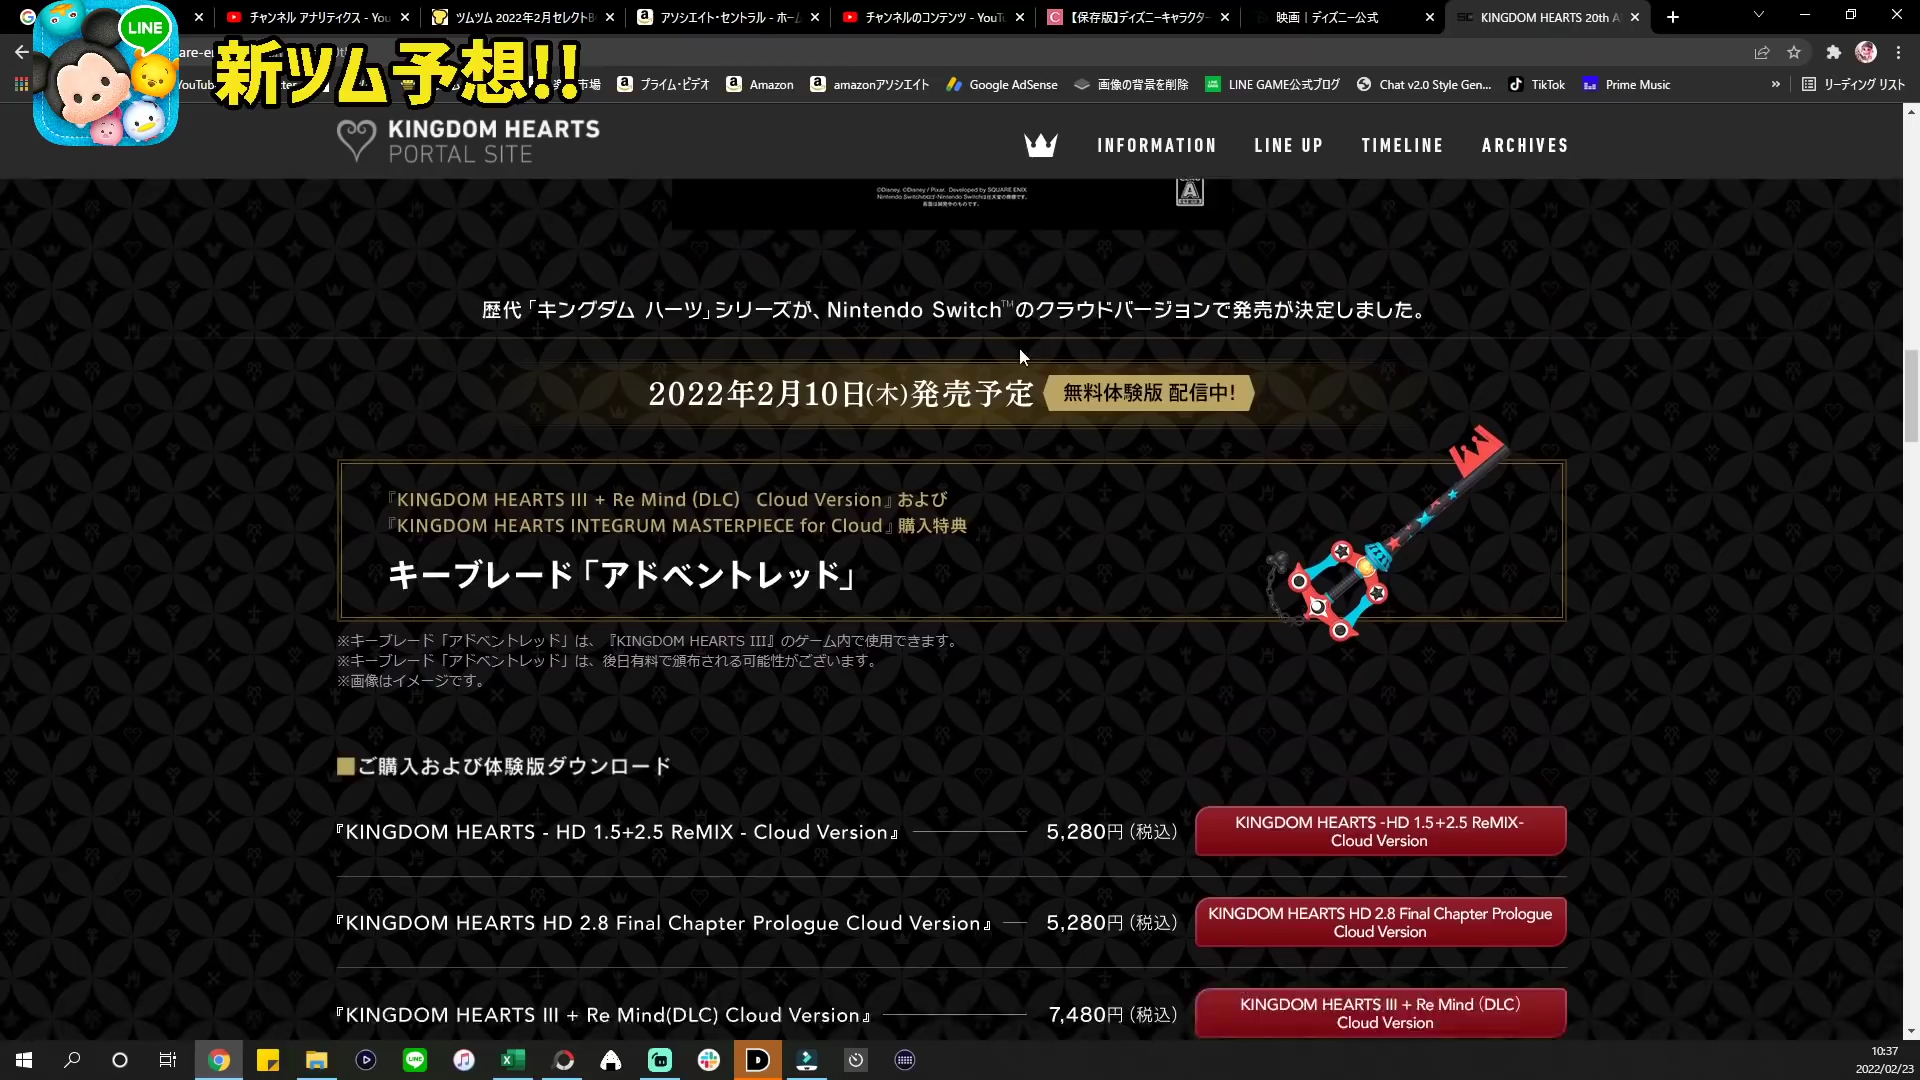 チャンネル アナリティクス - You
ツムツム 2022年2月セレクトB
アソシエイト・セントラル - ホーム
チャンネルのコンテンツ - YouTu
【保存版】ディズニーキャラクター
映画｜ディズニー公式
KINGDOM HEARTS 20th A
LINE
新ツム予想!!
プライム・ビデオ
Amazon
amazonアソシエイト
Google AdSense
画像の背景を削除
LINE GAME公式ブログ
Chat v2.0 Style Gen...
TikTok
Prime Music
»
リーディング リスト
KINGDOM HEARTS
PORTAL SITE
INFORMATION
LINE UP
TIMELINE
ARCHIVES
©Disney. ©Disney / Pixar. Developed by SQUARE ENIX
A
歴代「キングダム ハーツ」シリーズが、Nintendo Switch™のクラウドバージョンで発売が決定しました。
2022年2月10日(木)発売予定 無料体験版 配信中!
『KINGDOM HEARTS III + Re Mind (DLC) Cloud Version』および
『KINGDOM HEARTS INTEGRUM MASTERPIECE for Cloud』購入特典
キーブレード「アドベントレッド」
※キーブレード「アドベントレッド」は、『KINGDOM HEARTS III』のゲーム内で使用できます。
※キーブレード「アドベントレッド」は、後日有料で頒布される可能性がございます。
※画像はイメージです。
■ご購入および体験版ダウンロード
『KINGDOM HEARTS - HD 1.5+2.5 ReMIX - Cloud Version』 5,280円(税込)
KINGDOM HEARTS -HD 1.5+2.5 ReMIX-
Cloud Version
『KINGDOM HEARTS HD 2.8 Final Chapter Prologue Cloud Version』 5,280円(税込)
KINGDOM HEARTS HD 2.8 Final Chapter Prologue
Cloud Version
『KINGDOM HEARTS III + Re Mind(DLC) Cloud Version』 7,480円(税込)
KINGDOM HEARTS III + Re Mind（DLC）
Cloud Version
10:37
2022/02/23